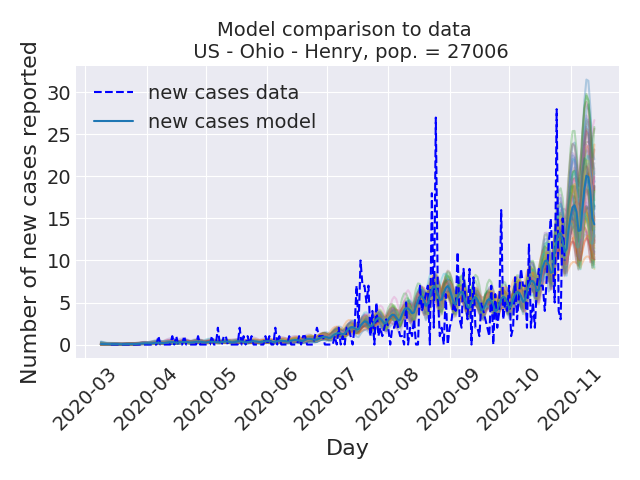 Model comparison to data
US - Ohio - Henry, pop. = 27006
new cases data
new cases model
Number of new cases reported
30
25
20
15
10
5
0
2020-03
2020-04
2020-05
2020-06
2020-07
2020-08
2020-09
2020-10
2020-11
Day